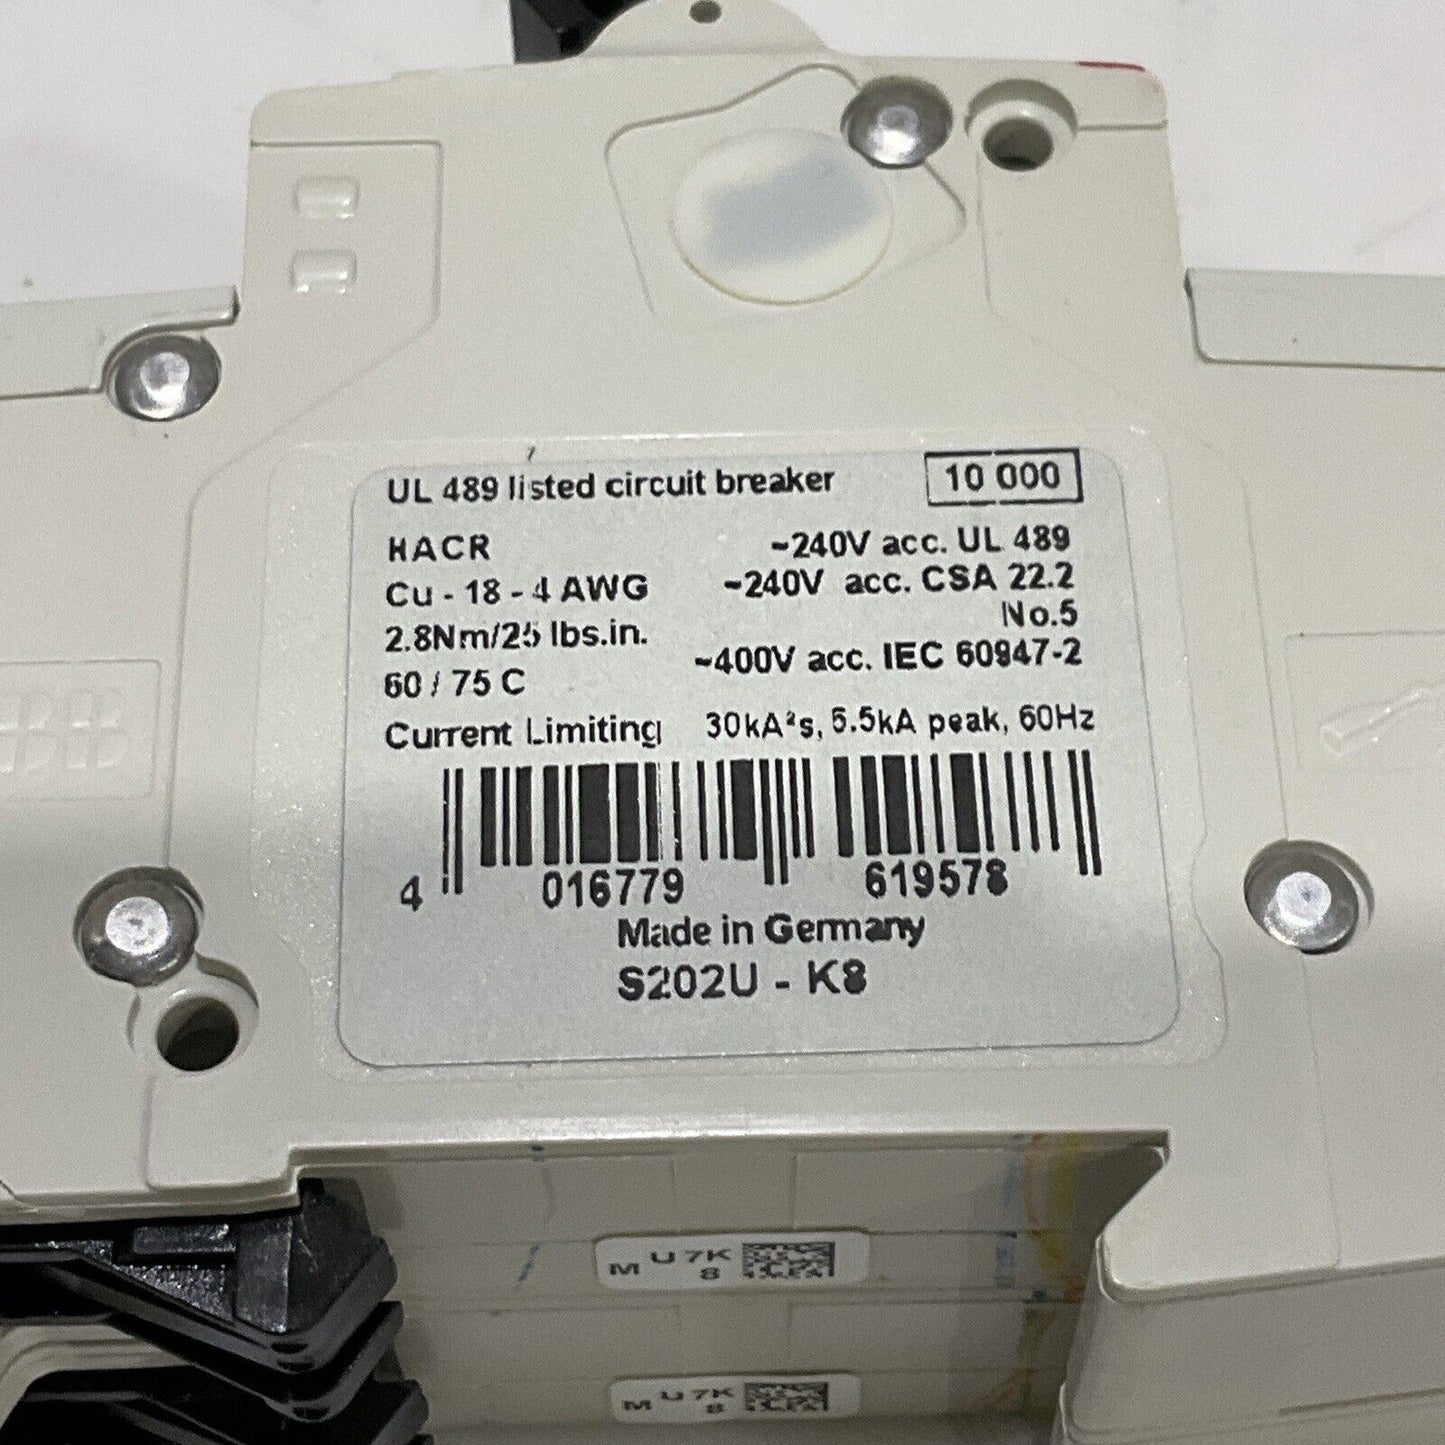 UL 489 listed circuit breaker 10 000
HACR ~240V acc. UL 489
Cu - 18 - 4 AWG ~240V acc. CSA 22.2
No.5
2.8Nm/25 lbs.in.
~400V acc. IEC 60947-2
60 / 75 C
Current Limiting 30kA²s, 5.5kA peak, 60Hz
4 016779 619578
Made in Germany
S202U - K8
ABB
M U 7K
8
M U 7K
8